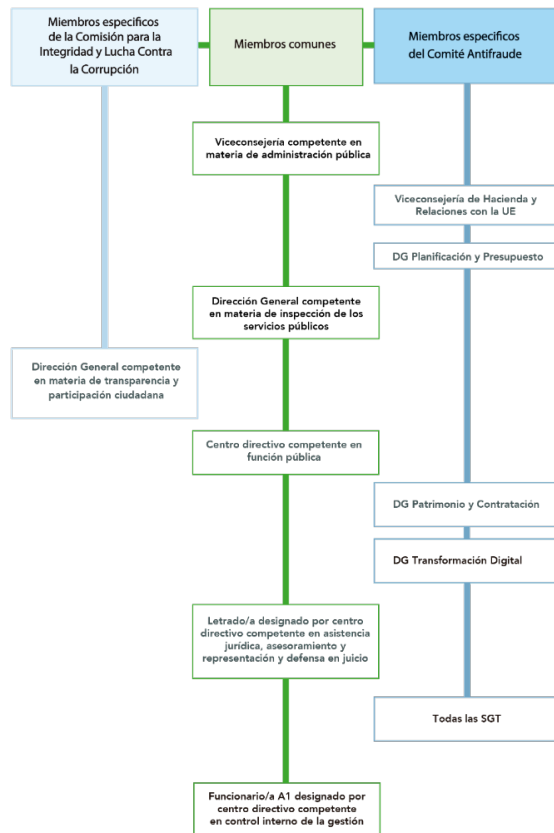 Miembros especificos
de la Comisión para la
Integridad y Lucha Contra
la Corrupción
Miembros comunes
Miembros especificos
del Comité Antifraude
Viceconsejería competente en
materia de administración pública
Viceconsejería de Hacienda y
Relaciones con la UE
DG Planificación y Presupuesto
Dirección General competente
en materia de inspección de los
servicios públicos
Dirección General competente
en materia de transparencia y
participación ciudadana
Centro directivo competente en
función pública
DG Patrimonio y Contratación
DG Transformación Digital
Letrado/a designado por centro
directivo competente en asistencia
jurídica, asesoramiento y
representación y defensa en juicio
Todas las SGT
Funcionario/a A1 designado por
centro directivo competente
en control interno de la gestión